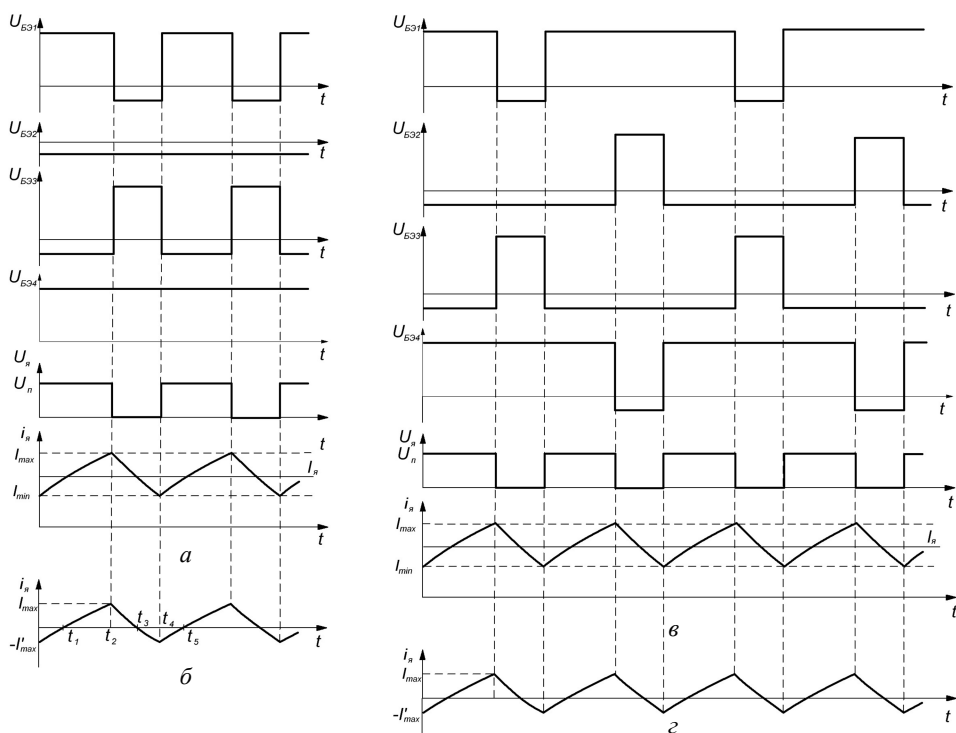 U_БЭ1
t
U_БЭ2
t
U_БЭ3
t
U_БЭ4
t
U_я
U_п
t
i_я
I_max
I_я
I_min
t
а
i_я
I_max
t_1
t_2
t_3
t_4
t_5
t
-I'_max
б
U_БЭ1
t
U_БЭ2
t
U_БЭ3
t
U_БЭ4
t
U_я
U_п
t
i_я
I_max
I_я
I_min
t
в
i_я
I_max
t
-I'_max
г